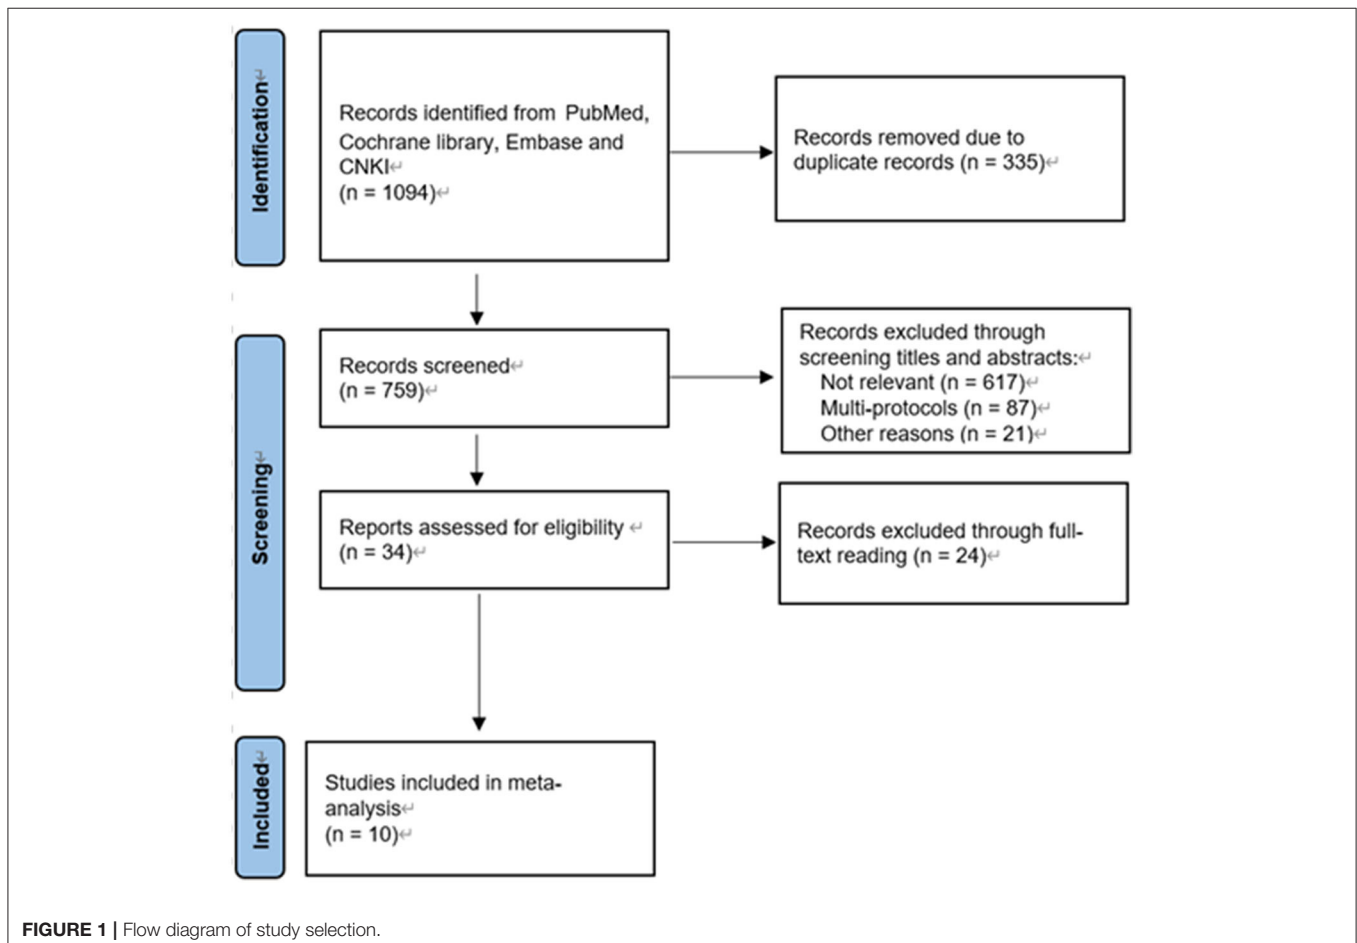 Identification↵
Records identified from PubMed,
Cochrane library, Embase and
CNKI↵
(n = 1094)↵
Records removed due to
duplicate records (n = 335)↵
Screening↵
Records screened↵
(n = 759)↵
Records excluded through
screening titles and abstracts:↵
Not relevant (n = 617)↵
Multi-protocols (n = 87)↵
Other reasons (n = 21)↵
Reports assessed for eligibility ↵
(n = 34)↵
Records excluded through full-
text reading (n = 24)↵
Included↵
Studies included in meta-
analysis↵
(n = 10)↵
FIGURE 1 | Flow diagram of study selection.